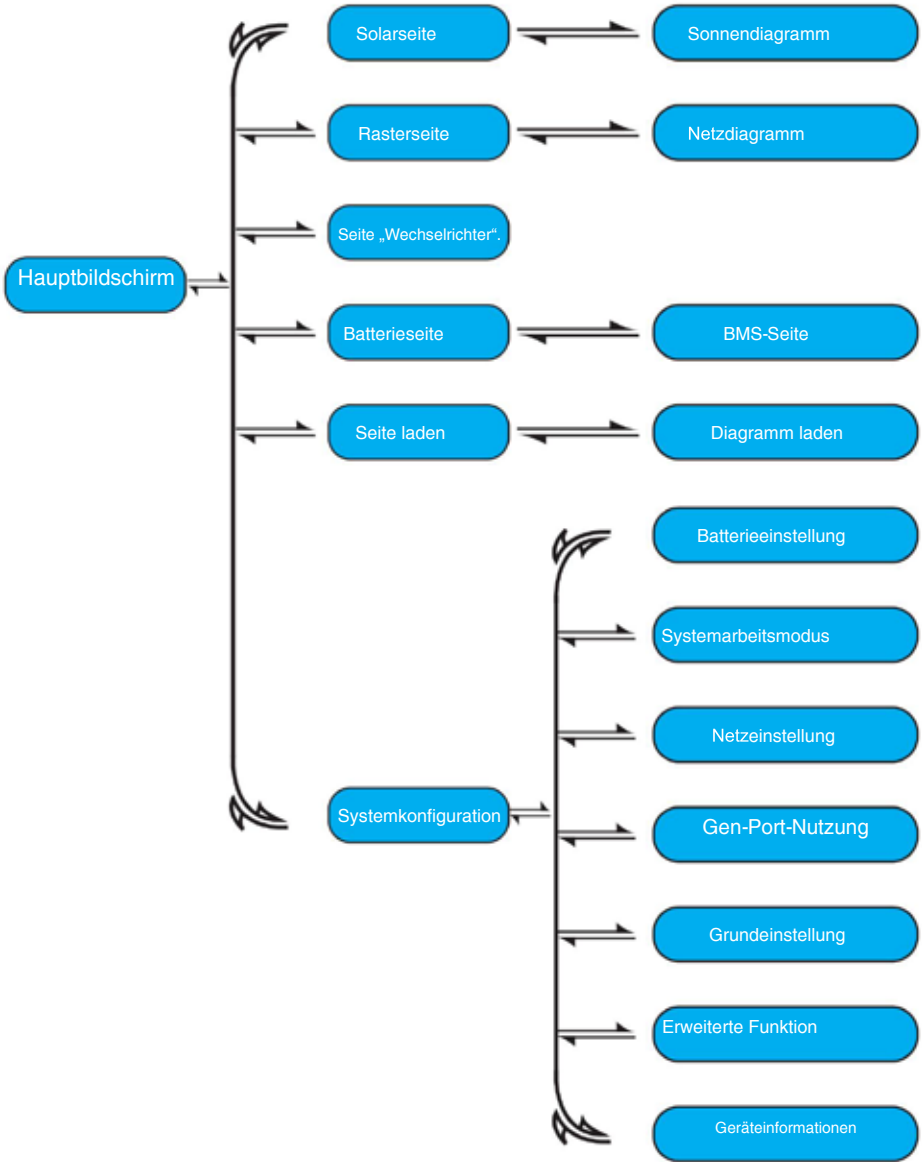 Solarseite
Sonnendiagramm
Rasterseite
Netzdiagramm
Seite „Wechselrichter“.
Hauptbildschirm
Batterieseite
BMS-Seite
Seite laden
Diagramm laden
Batterieeinstellung
Systemarbeitsmodus
Netzeinstellung
Systemkonfiguration
Gen-Port-Nutzung
Grundeinstellung
Erweiterte Funktion
Geräteinformationen